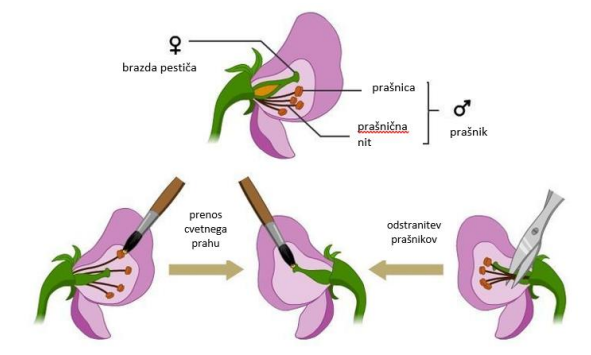 brazda pestiča
prašnica
prašnična
nit
prašnik
prenos
cvetnega
prahu
odstranitev
prašnikov